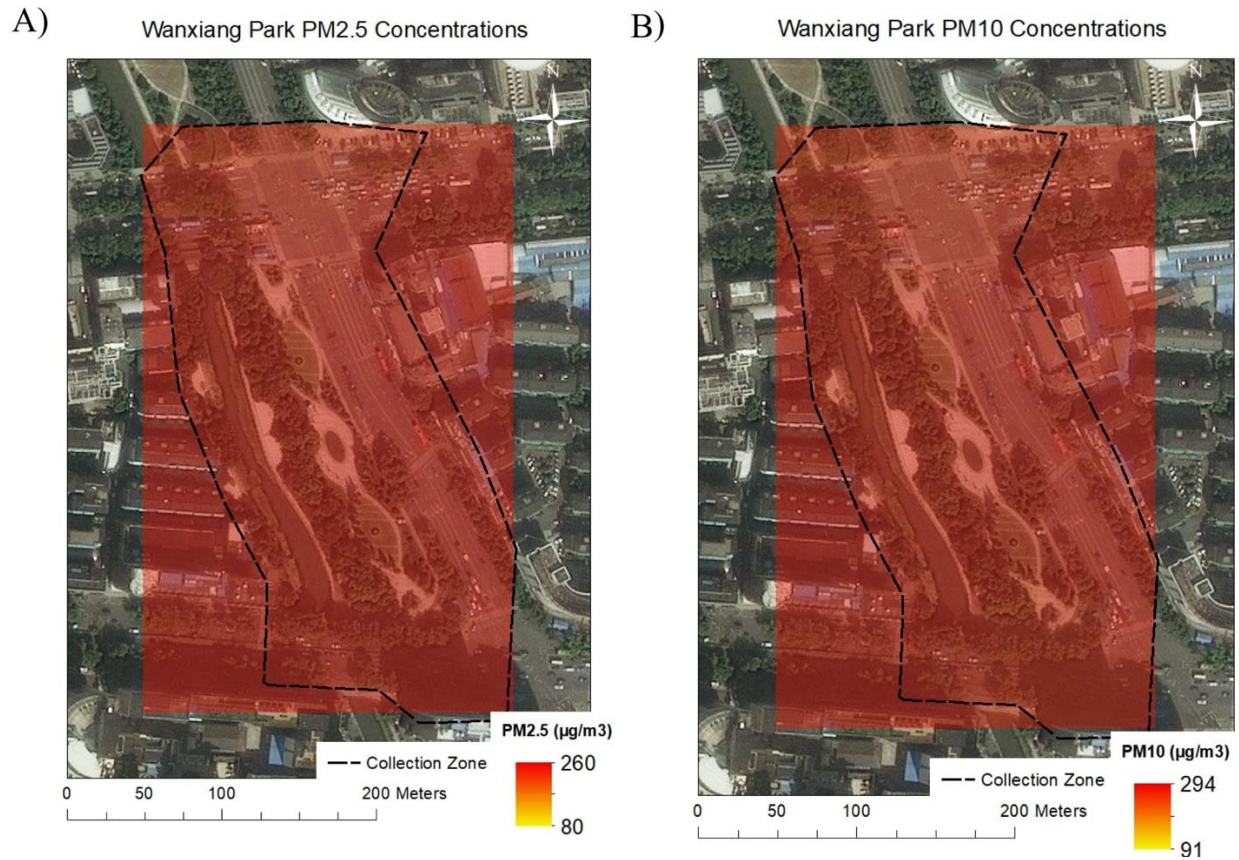 A)
Wanxiang Park PM2.5 Concentrations
N
PM2.5 (µg/m3)
Collection Zone
260
80
0 50 100 200 Meters
B)
Wanxiang Park PM10 Concentrations
N
PM10 (µg/m3)
Collection Zone
294
91
0 50 100 200 Meters